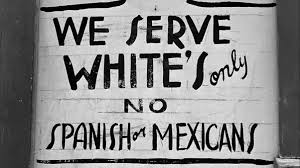 WE SERVE
WHITE'S only
NO
SPANISH or MEXICANS